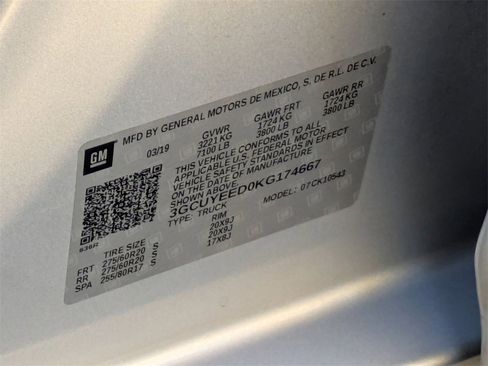 MFD BY GENERAL MOTORS DE MEXICO, S. DE R.L. DE C.V.
GM
03/19
GVWR GAWR FRT GAWR RR
3221 KG 1724 KG 1724 KG
7100 LB 3800 LB 3800 LB
THIS VEHICLE CONFORMS TO ALL
APPLICABLE U.S. FEDERAL MOTOR
VEHICLE SAFETY STANDARDS IN EFFECT
ON THE DATE OF MANUFACTURE
SHOWN ABOVE.
3GCUYEED0KG174667
TYPE: TRUCK MODEL: 07CK10543
TIRE SIZE RIM
FRT 275/60R20 S 20X9J
RR 275/60R20 S 20X9J
SPA 255/80R17 S 17X8J